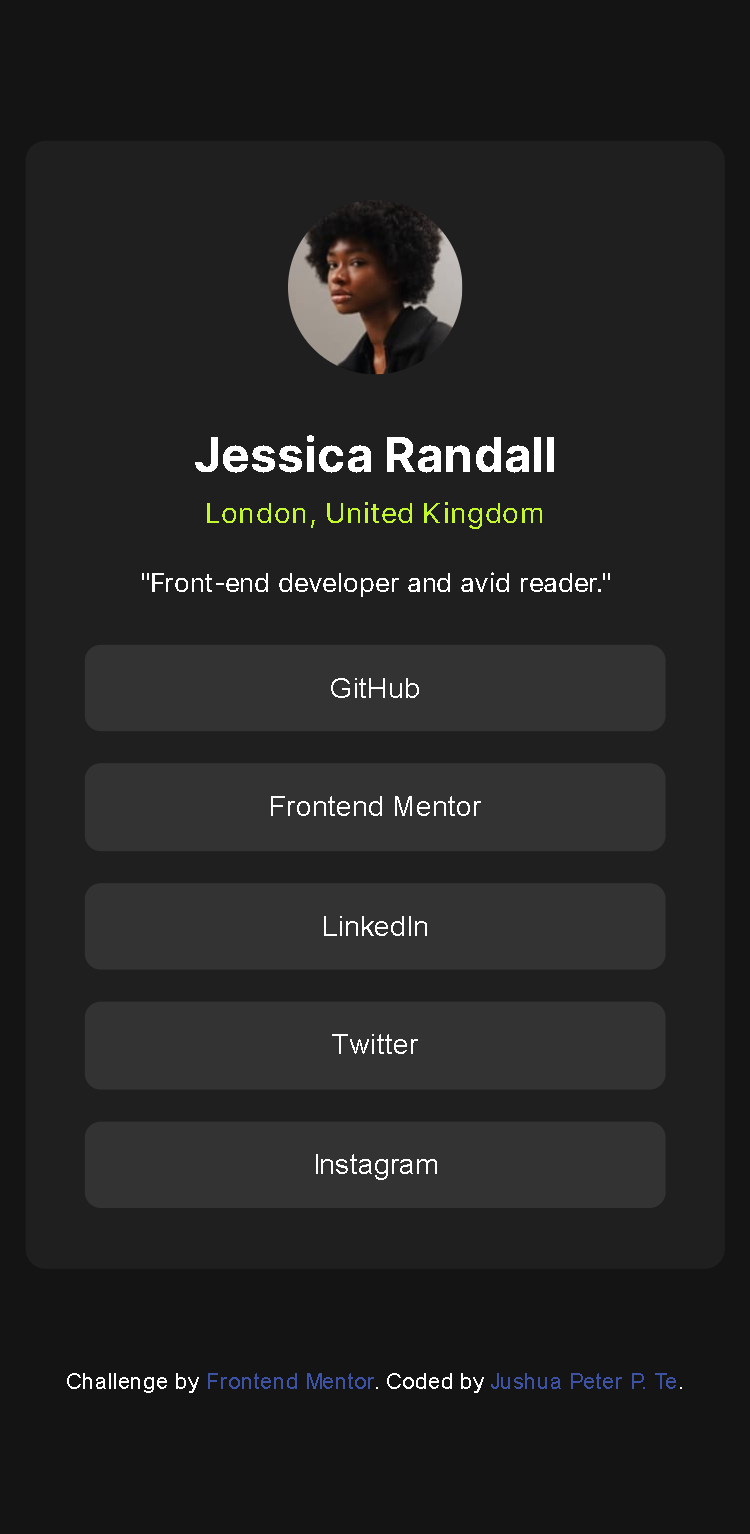 Jessica Randall
London, United Kingdom
"Front-end developer and avid reader."
GitHub
Frontend Mentor
LinkedIn
Twitter
Instagram
Challenge by Frontend Mentor. Coded by Jushua Peter P. Te.